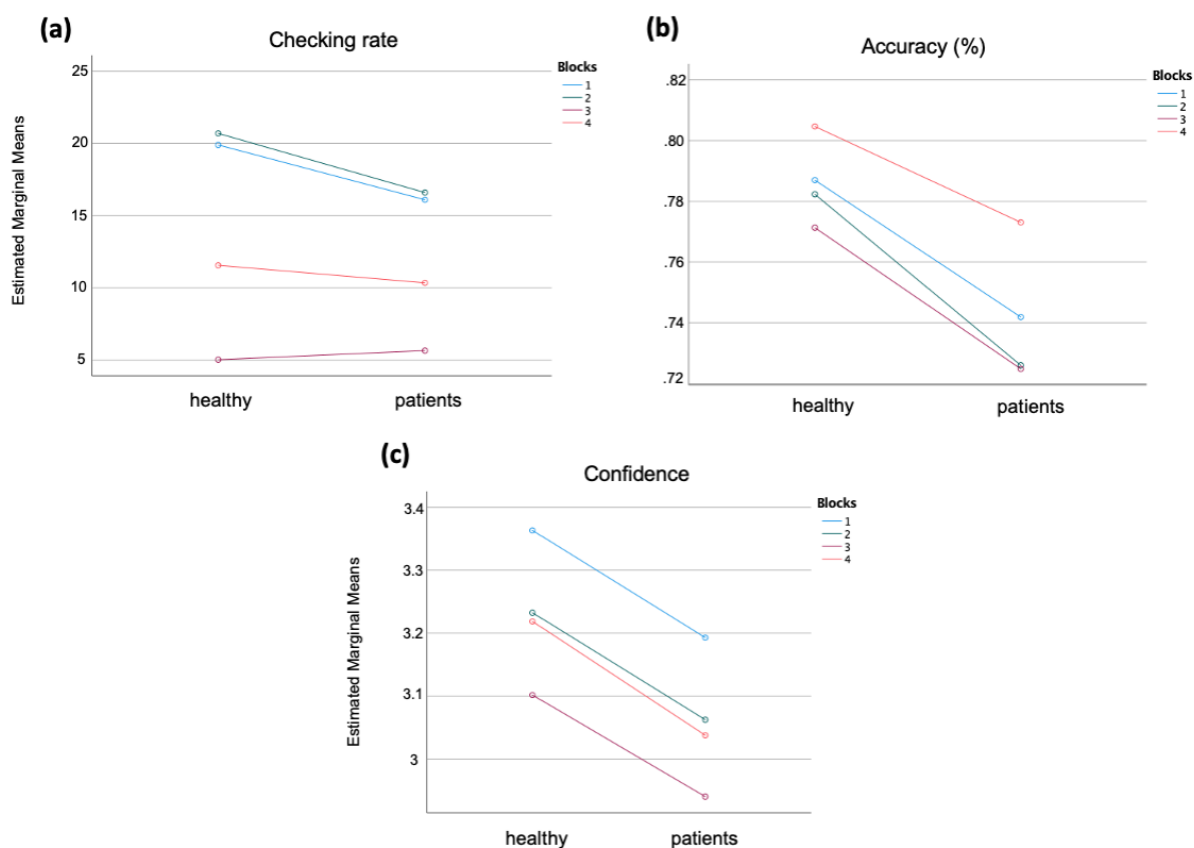 (a)
Checking rate
Estimated Marginal Means
25
20
15
10
5
healthy patients
Blocks
1
2
3
4
(b)
Accuracy (%)
.82
.80
.78
.76
.74
.72
healthy patients
Blocks
1
2
3
4
(c)
Confidence
Estimated Marginal Means
3.4
3.3
3.2
3.1
3
healthy patients
Blocks
1
2
3
4